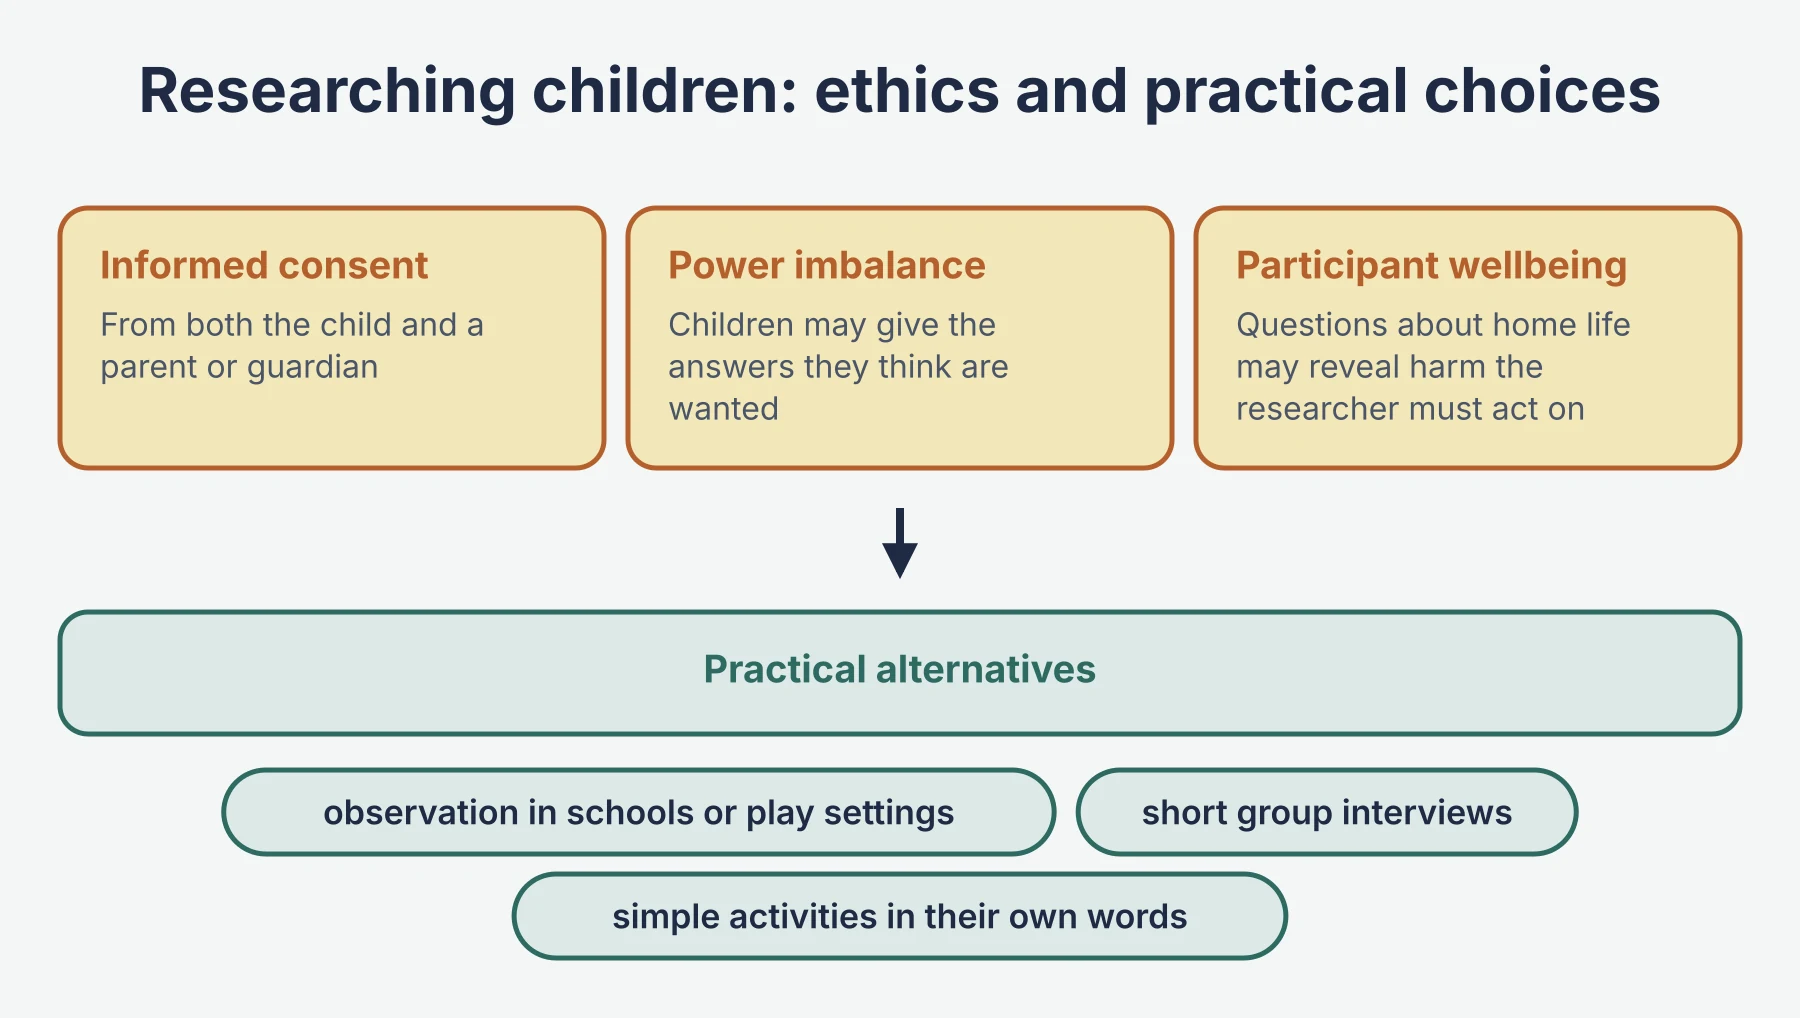 Researching children: ethics and practical choices
Informed consent
From both the child and a
parent or guardian
Power imbalance
Children may give the
answers they think are
wanted
Participant wellbeing
Questions about home life
may reveal harm the
researcher must act on
Practical alternatives
observation in schools or play settings
short group interviews
simple activities in their own words